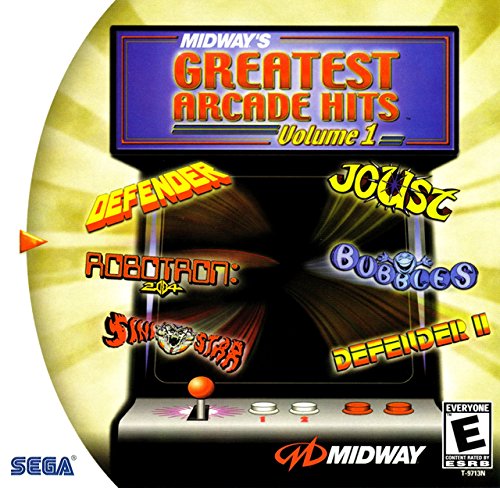 MIDWAY'S
GREATEST
ARCADE HITS
Volume 1
DEFENDER
JOUST
ROBOTRON:
2084
BUBBLES
SINISTAR
DEFENDER II
1 2
SEGA
MIDWAY
EVERYONE
E
CONTENT RATED BY
ESRB
T-9713N